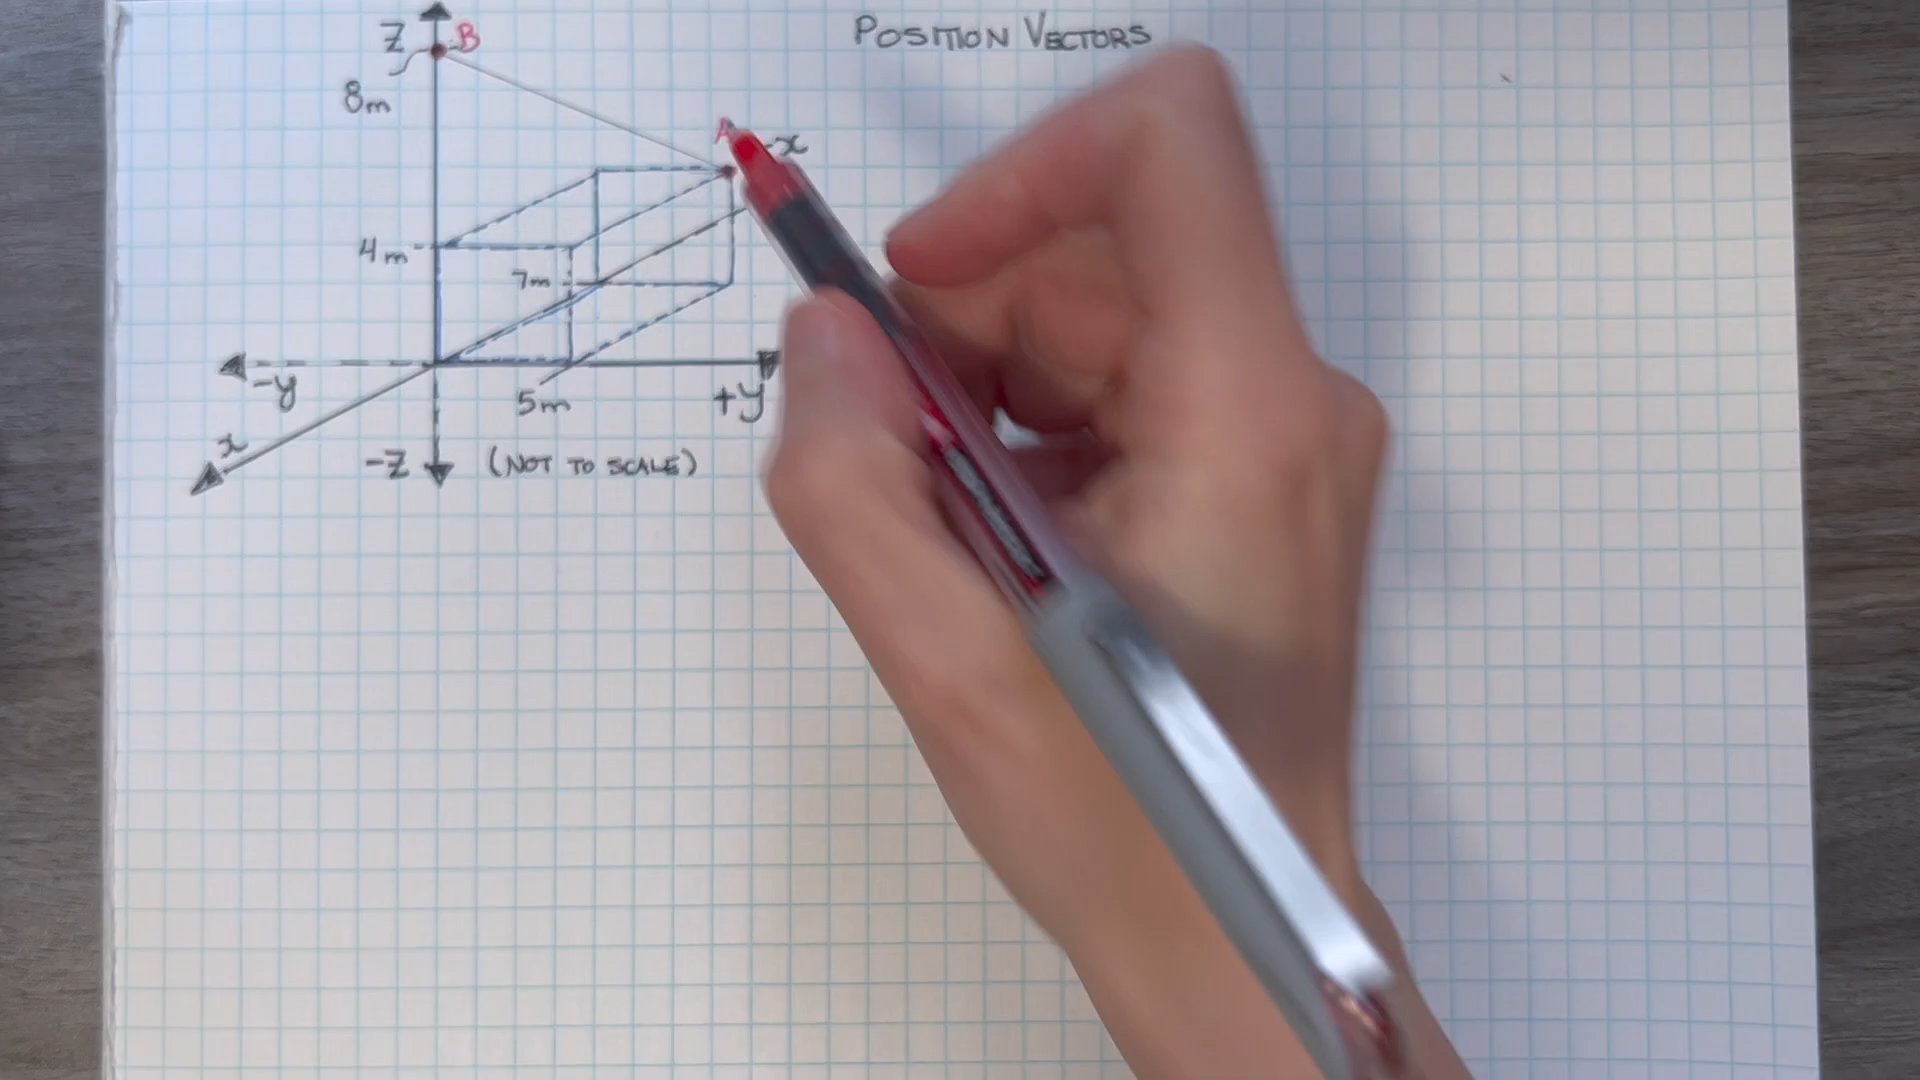 POSITION VECTORS
Z
B
8m
A
-x
4m
7m
-y
5m
+y
x
-Z
(NOT TO SCALE)